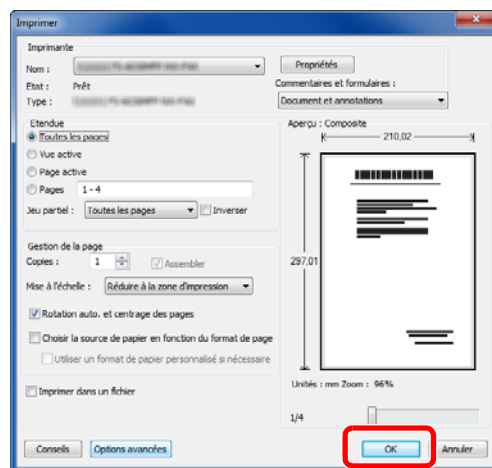 Imprimer
Imprimante
Nom :
Propriétés
Etat : Prêt
Commentaires et formulaires :
Type :
Document et annotations
Etendue
Toutes les pages
Vue active
Page active
Pages 1 - 4
Jeu partiel : Toutes les pages Inverser
Aperçu : Composite
210,02
297,01
Gestion de la page
Copies : 1 Assembler
Mise à l'échelle : Réduire à la zone d'impression
Rotation auto. et centrage des pages
Choisir la source de papier en fonction du format de page
Utiliser un format de papier personnalisé si nécessaire
Imprimer dans un fichier
Unités : mm Zoom : 96%
1/4
Conseils Options avancées OK Annuler